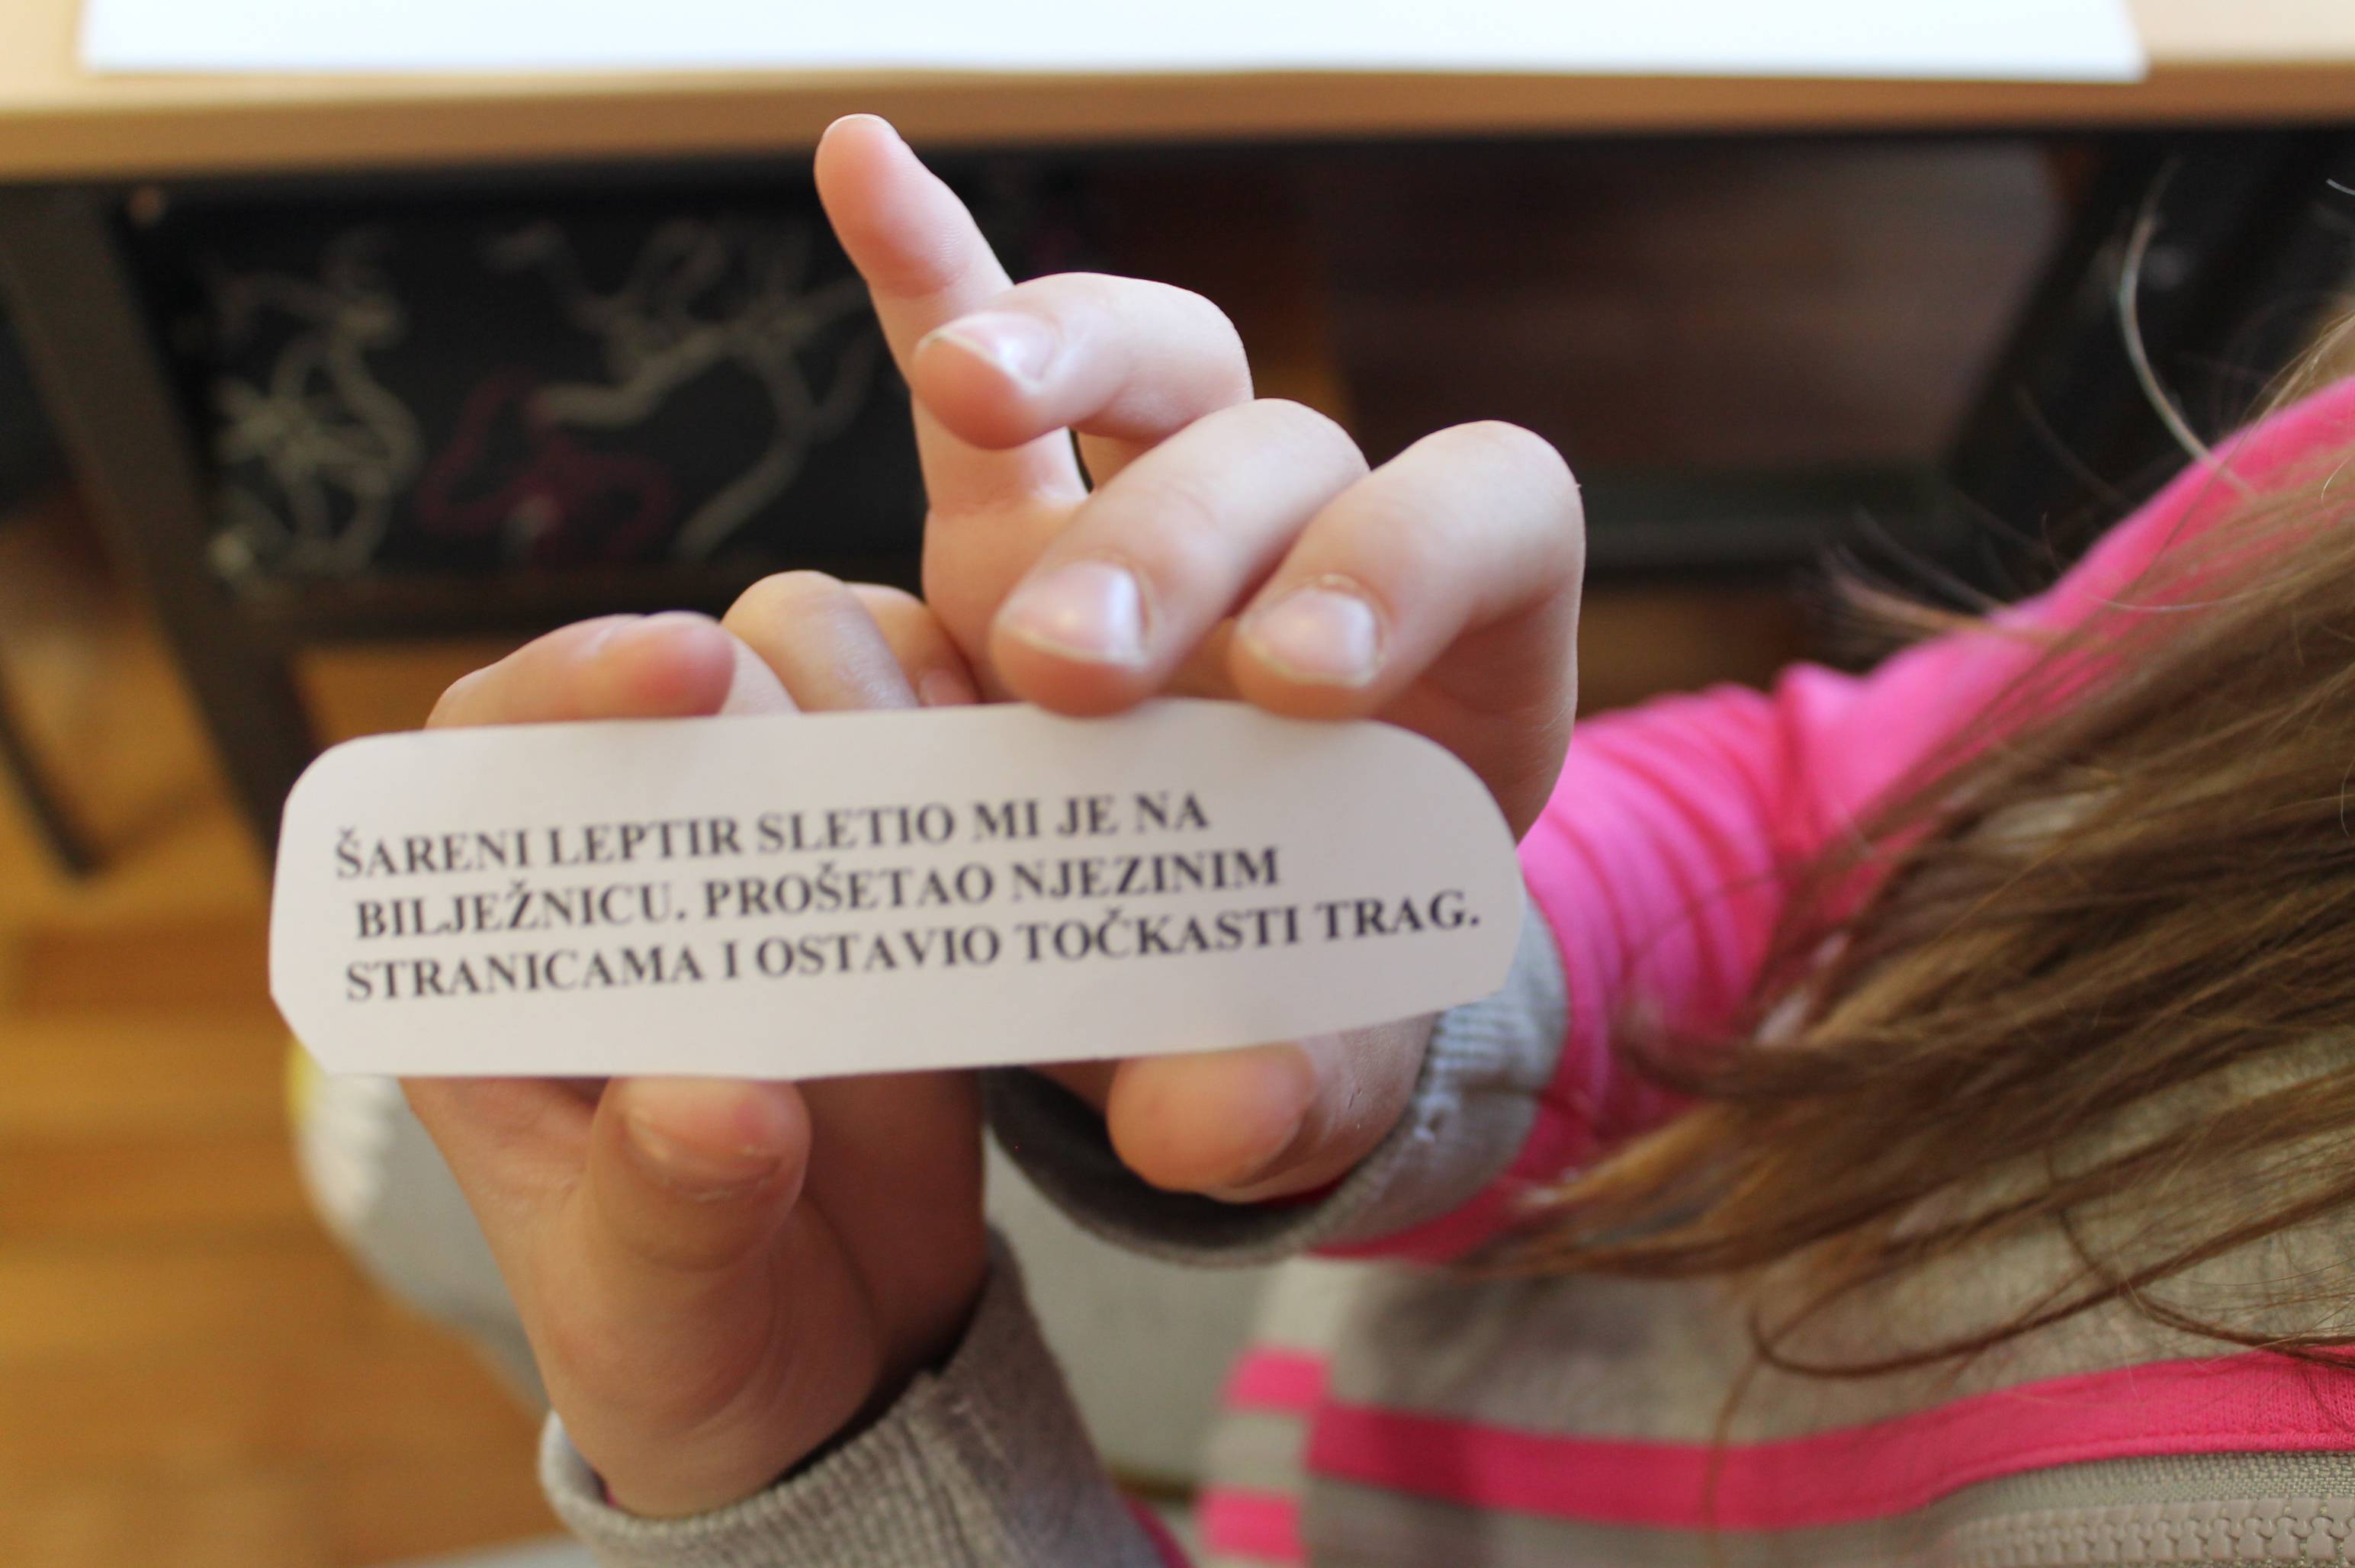 ŠARENI LEPTIR SLETIO MI JE NA
BILJEŽNICU. PROŠETAO NJEZINIM
STRANICAMA I OSTAVIO TOČKASTI TRAG.